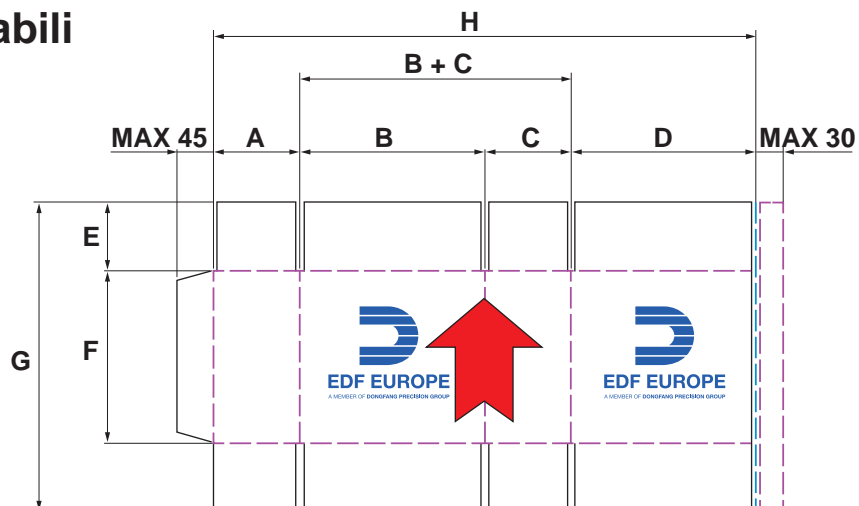 abili
H
B + C
MAX 45 A B C D MAX 30
E
F
G
EDF EUROPE
A MEMBER OF DONGFANG PRECISION GROUP
EDF EUROPE
A MEMBER OF DONGFANG PRECISION GROUP